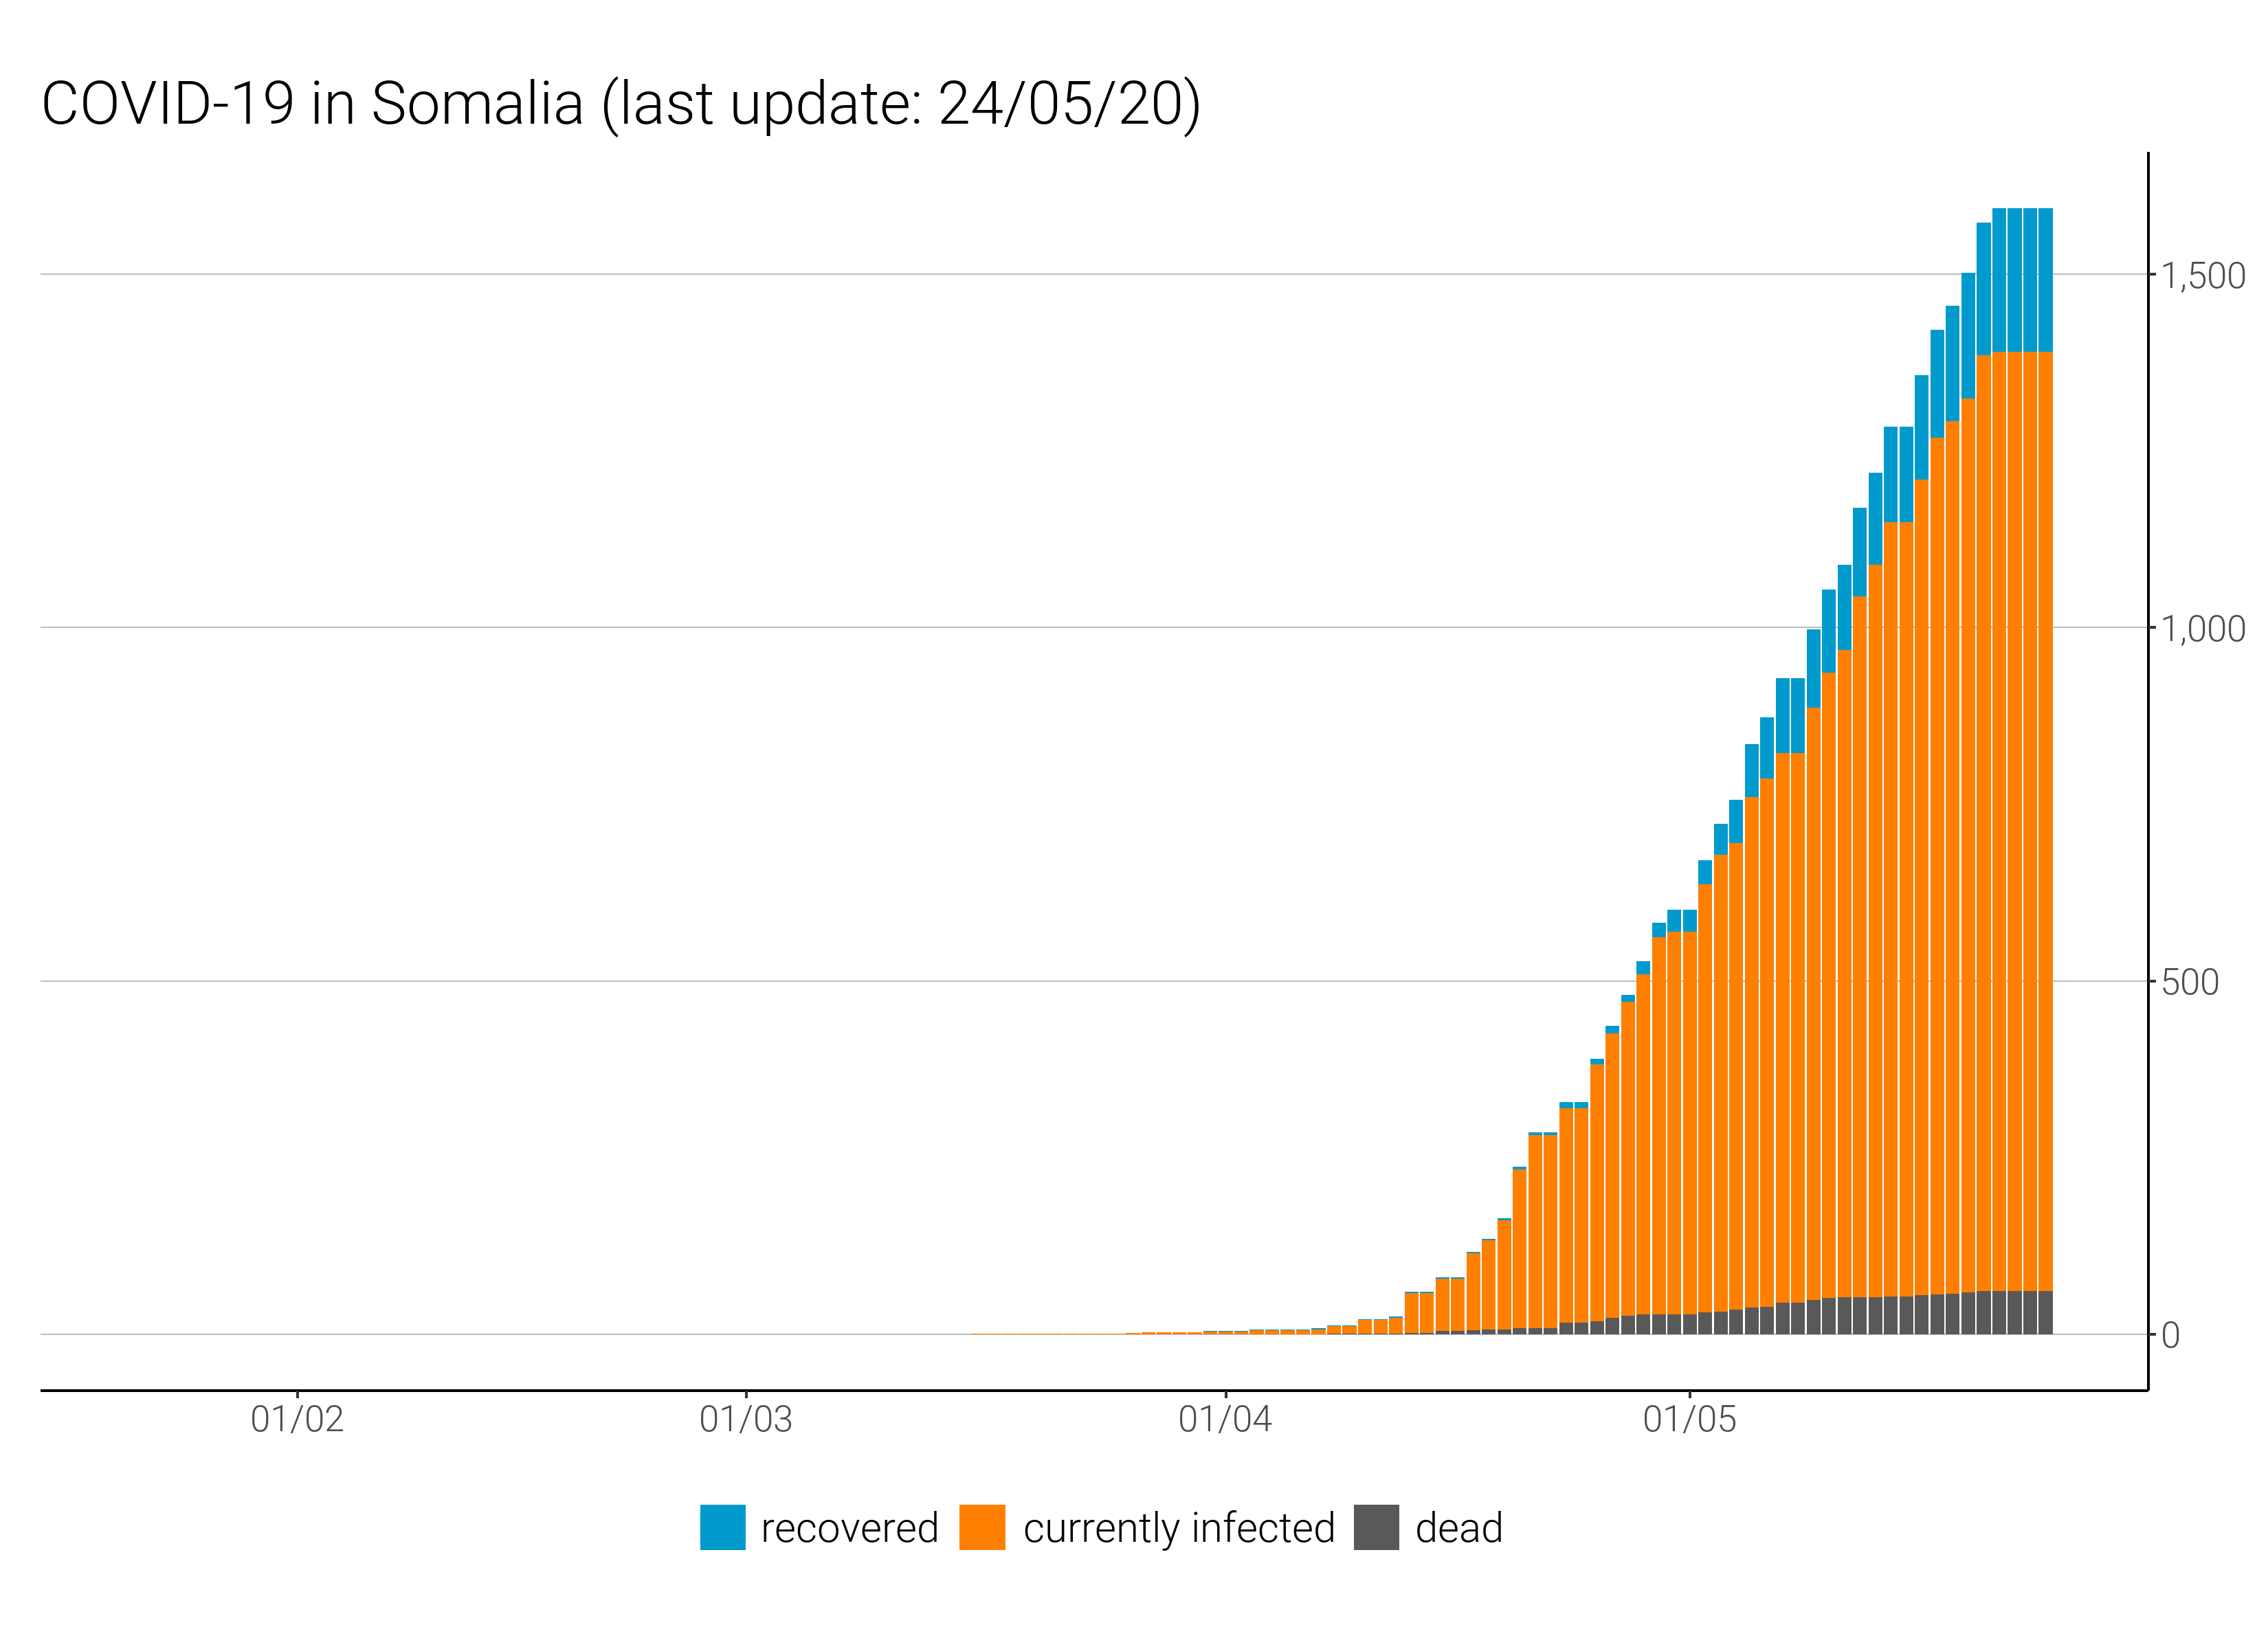 COVID-19 in Somalia (last update: 24/05/20)
1,500
1,000
500
0
01/02 01/03 01/04 01/05
recovered currently infected dead